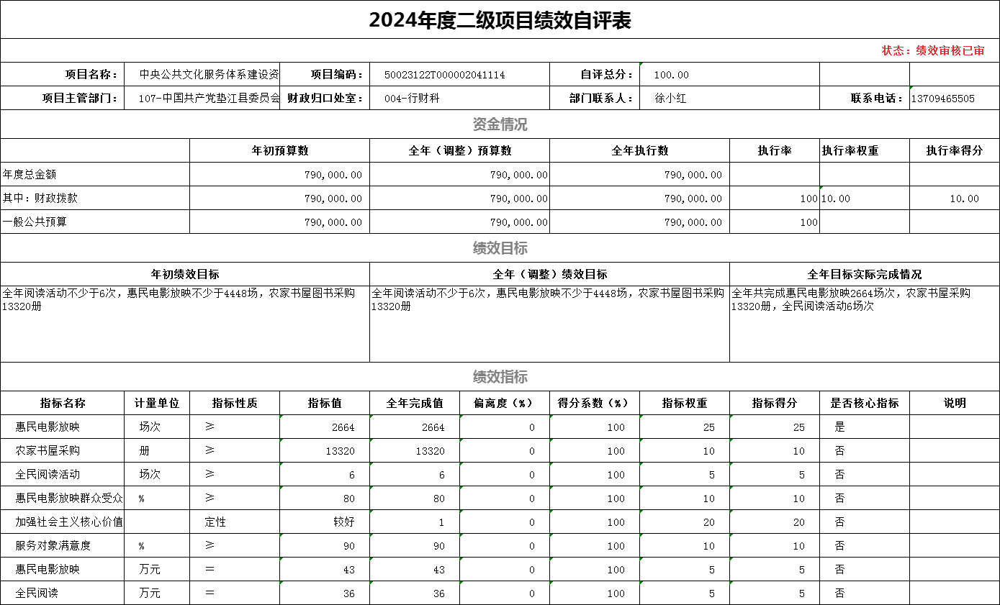 2024年度二级项目绩效自评表
状态：绩效审核已审
项目名称： 中央公共文化服务体系建设资 项目编码： 50023122T000002041114 自评总分： 100.00
项目主管部门： 107-中国共产党垫江县委员会 财政归口处室： 004-行财科 部门联系人： 徐小红 联系电话： 13709465505
资金情况
年初预算数 全年（调整）预算数 全年执行数 执行率 执行率权重 执行率得分
年度总金额 790,000.00 790,000.00 790,000.00
其中：财政拨款 790,000.00 790,000.00 790,000.00 100 10.00 10.00
一般公共预算 790,000.00 790,000.00 790,000.00 100
绩效目标
年初绩效目标 全年（调整）绩效目标 全年目标实际完成情况
全年阅读活动不少于6次，惠民电影放映不少于4448场，农家书屋图书采购 全年阅读活动不少于6次，惠民电影放映不少于4448场，农家书屋图书采购 全年共完成惠民电影放映2664场次，农家书屋采购
13320册 13320册 13320册，全民阅读活动6场次
绩效指标
指标名称 计量单位 指标性质 指标值 全年完成值 偏离度（%） 得分系数（%） 指标权重 指标得分 是否核心指标 说明
惠民电影放映 场次 ≥ 2664 2664 0 100 25 25 是
农家书屋采购 册 ≥ 13320 13320 0 100 10 10 否
全民阅读活动 场次 ≥ 6 6 0 100 5 5 否
惠民电影放映群众受众 % ≥ 80 80 0 100 10 10 否
加强社会主义核心价值 定性 较好 1 0 100 20 20 否
服务对象满意度 % ≥ 90 90 0 100 10 10 否
惠民电影放映 万元 ＝ 43 43 0 100 5 5 否
全民阅读 万元 ＝ 36 36 0 100 5 5 否